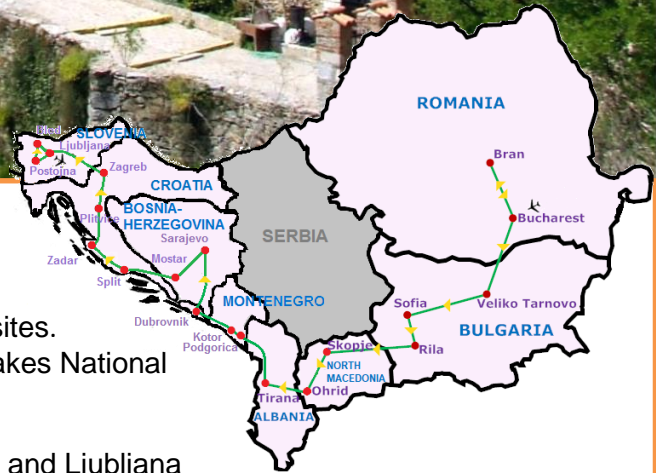 ROMANIA
Bran
Bucharest
SLOVENIA
Bled
Ljubljana
Postojna
Zagreb
CROATIA
BOSNIA-
HERZEGOVINA
Plitvice
Sarajevo
SERBIA
Zadar
Mostar
Split
MONTENEGRO
Dubrovnik
Kotor
Podgorica
Sofia
Veliko Tarnovo
BULGARIA
Rila
Skopje
NORTH
MACEDONIA
Ohrid
Tirana
ALBANIA
sites.
akes National
and Ljubljana